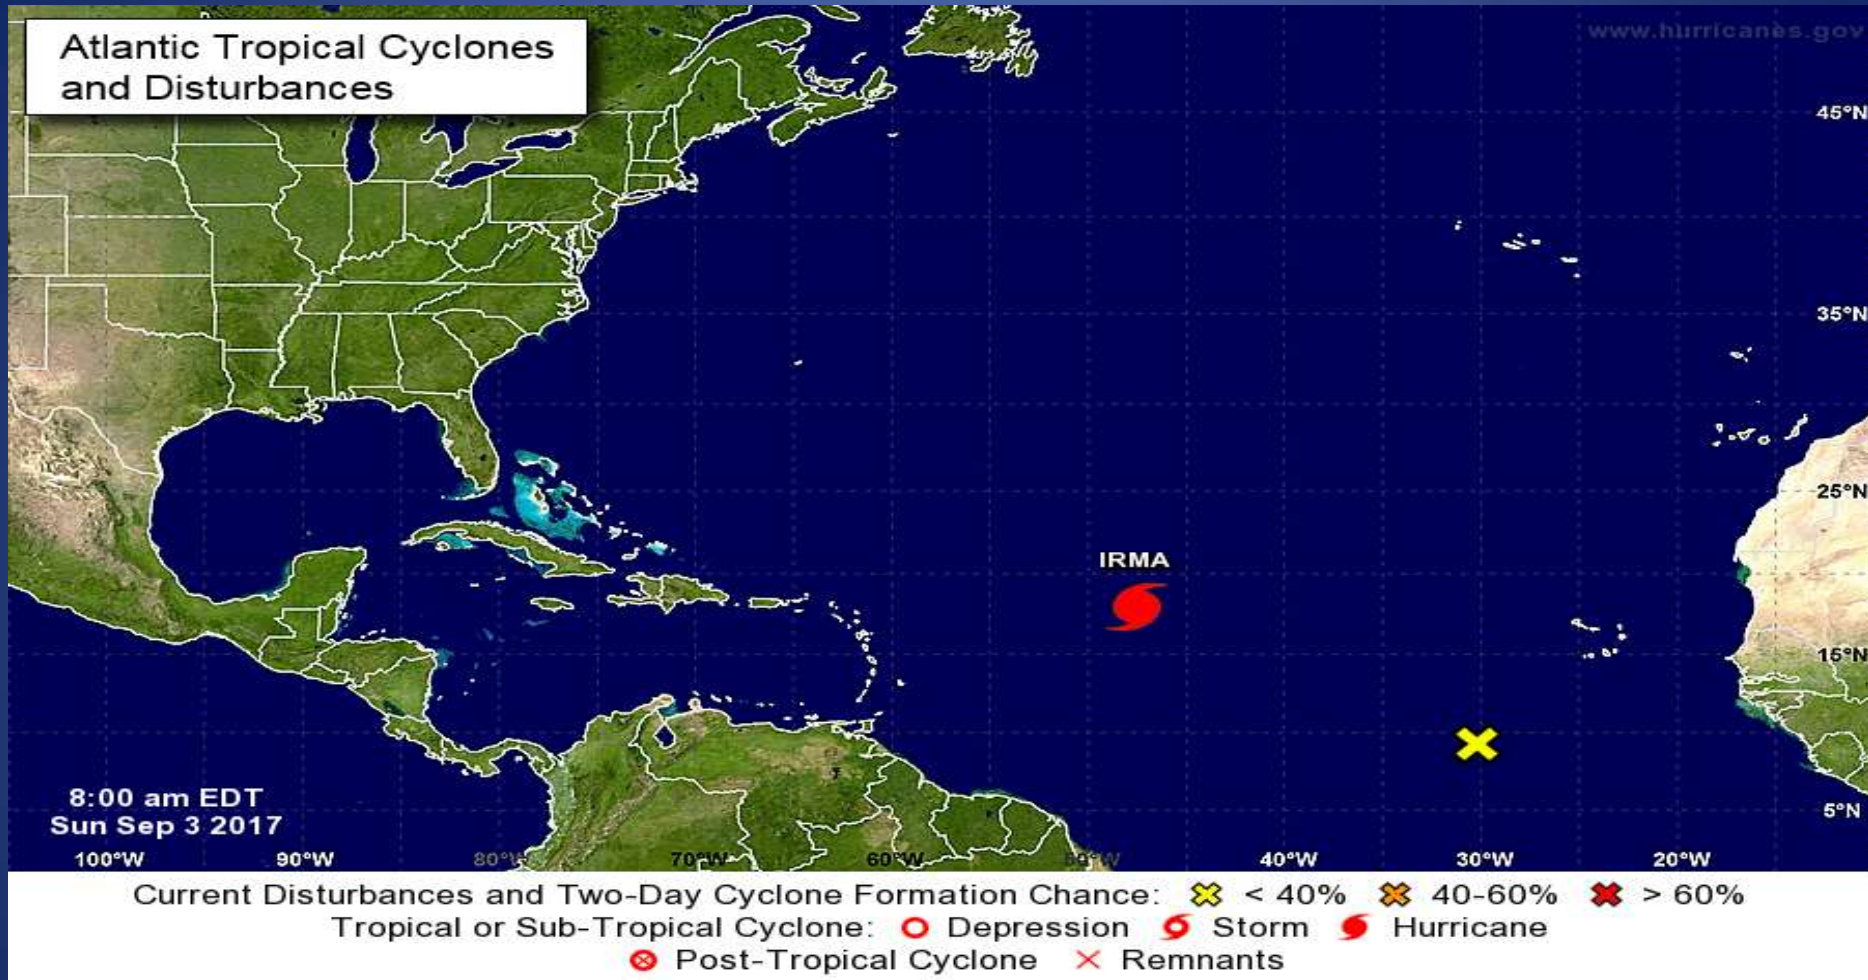 www.hurricanes.gov
Atlantic Tropical Cyclones
and Disturbances
45°N
35°N
25°N
IRMA
15°N
5°N
8:00 am EDT
Sun Sep 3 2017
100°W 90°W 80°W 70°W 60°W 50°W 40°W 30°W 20°W
Current Disturbances and Two-Day Cyclone Formation Chance: < 40% 40-60% > 60%
Tropical or Sub-Tropical Cyclone: Depression Storm Hurricane
Post-Tropical Cyclone Remnants